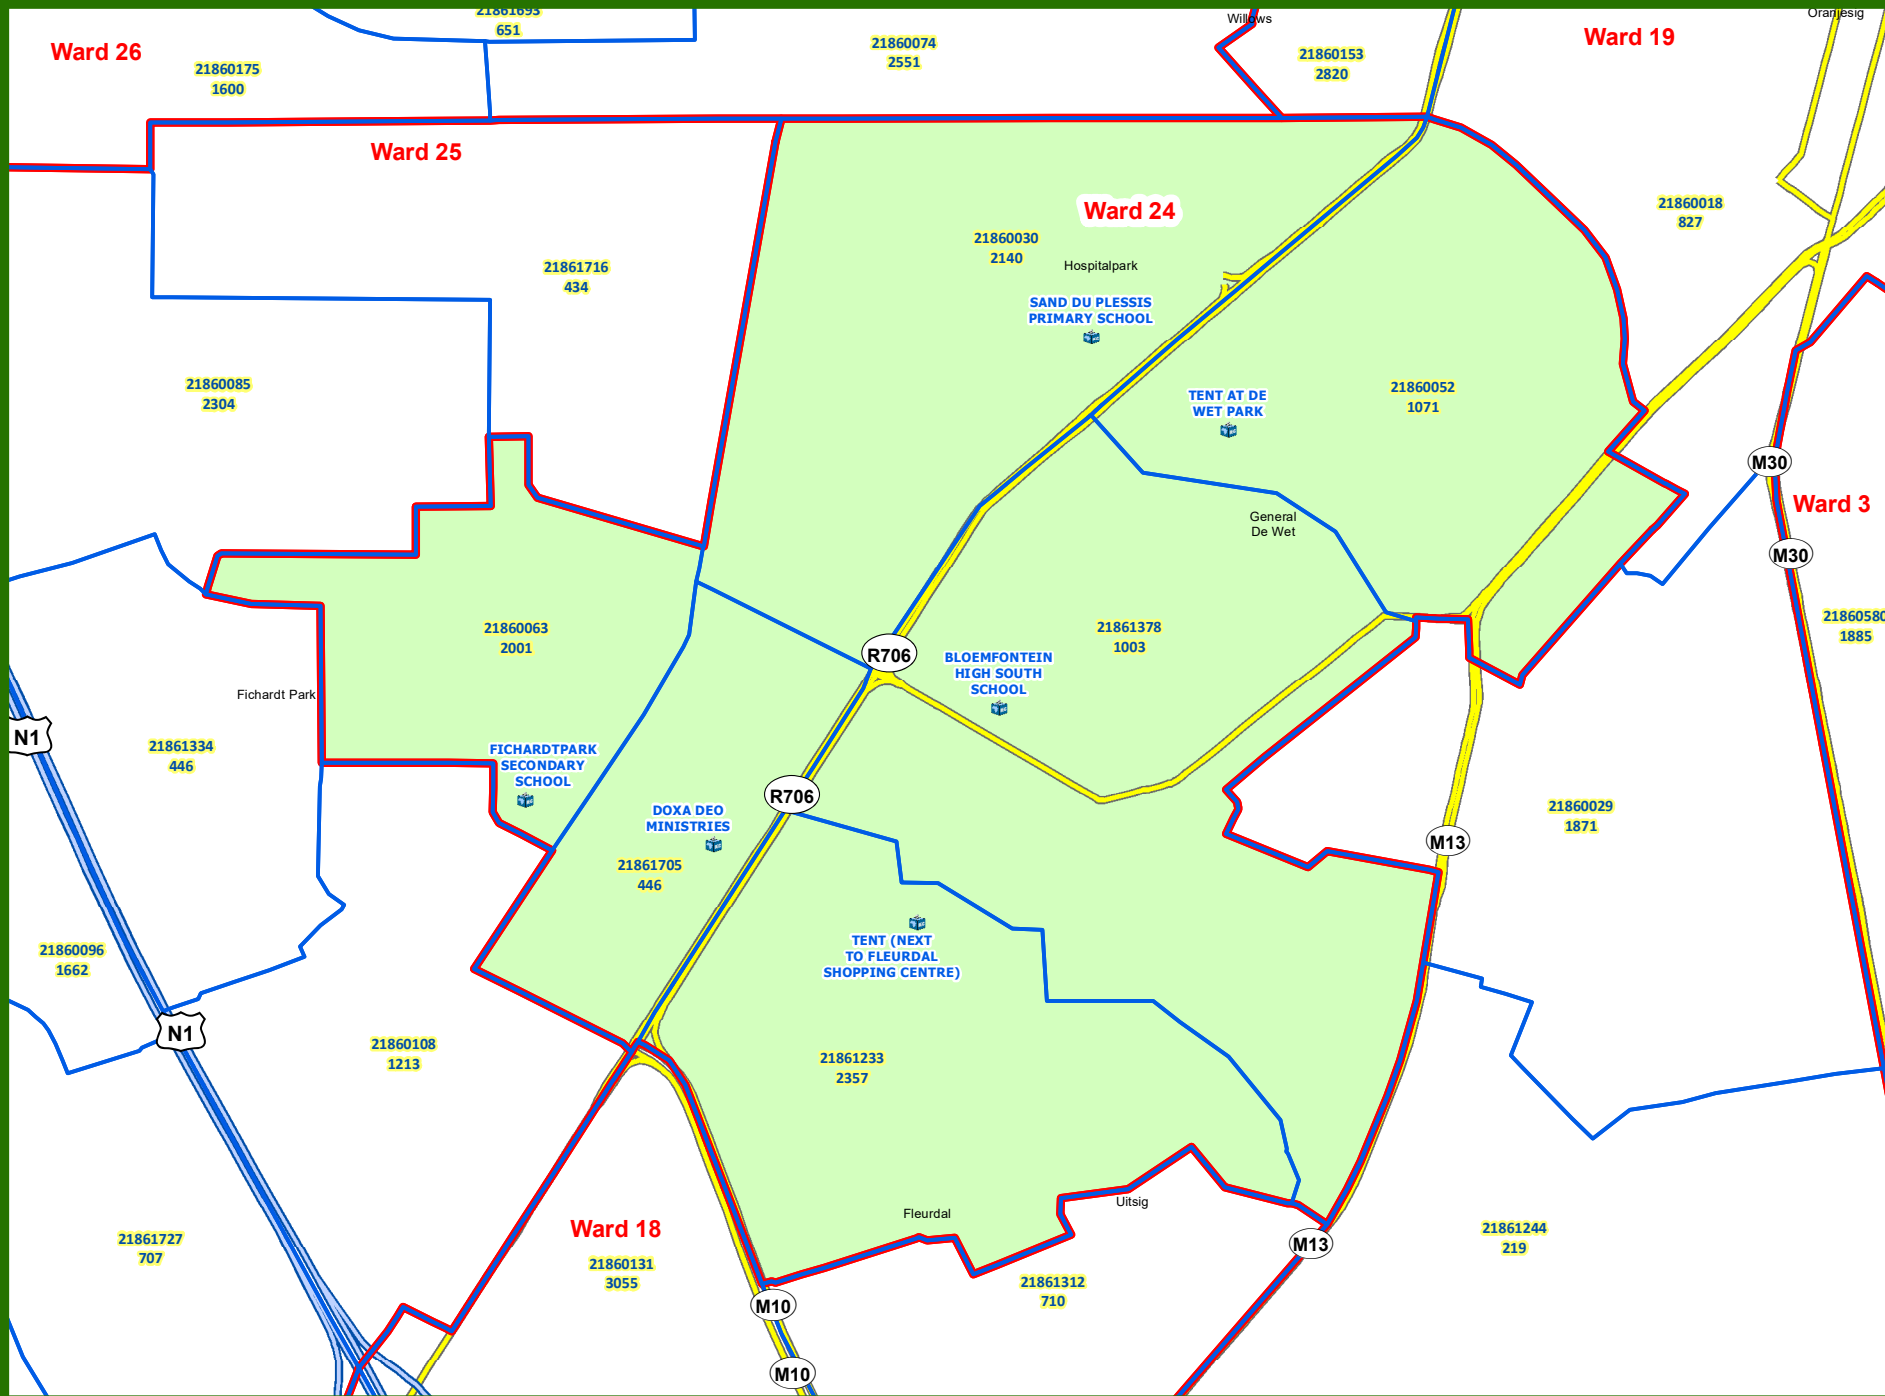 21861693
651
Willows
Oranjesig
Ward 26
21860175
1600
21860074
2551
21860153
2820
Ward 19
Ward 25
21861716
434
Ward 24
21860030
2140
Hospitalpark
SAND DU PLESSIS
PRIMARY SCHOOL
21860018
827
21860085
2304
TENT AT DE
WET PARK
21860052
1071
M30
Ward 3
General
De Wet
M30
21860063
2001
R706
21861378
1003
BLOEMFONTEIN
HIGH SOUTH
SCHOOL
21860580
1885
Fichardt Park
N1
21861334
446
FICHARDTPARK
SECONDARY
SCHOOL
R706
DOXA DEO
MINISTRIES
21861705
446
21860029
1871
M13
21860096
1662
TENT (NEXT
TO FLEURDAL
SHOPPING CENTRE)
N1
21860108
1213
21861233
2357
21861727
707
Ward 18
21860131
3055
Fleurdal
Uitsig
M13
21861244
219
21861312
710
M10
M10